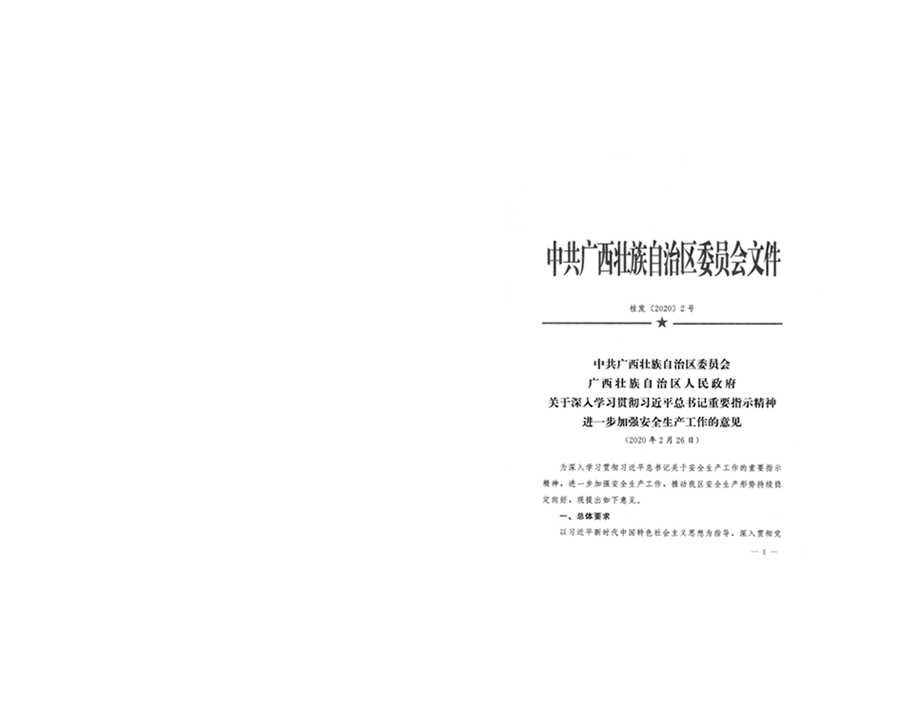 中共广西壮族自治区委员会文件
桂发〔2020〕2号
中共广西壮族自治区委员会
广西壮族自治区人民政府
关于深入学习贯彻习近平总书记重要指示精神
进一步加强安全生产工作的意见
(2020年2月26日)
为深入学习贯彻习近平总书记关于安全生产工作的重要指示
精神，进一步加强安全生产工作，推动我区安全生产形势持续稳
定向好，现提出如下意见。
一、总体要求
以习近平新时代中国特色社会主义思想为指导，深入贯彻党
— 1 —